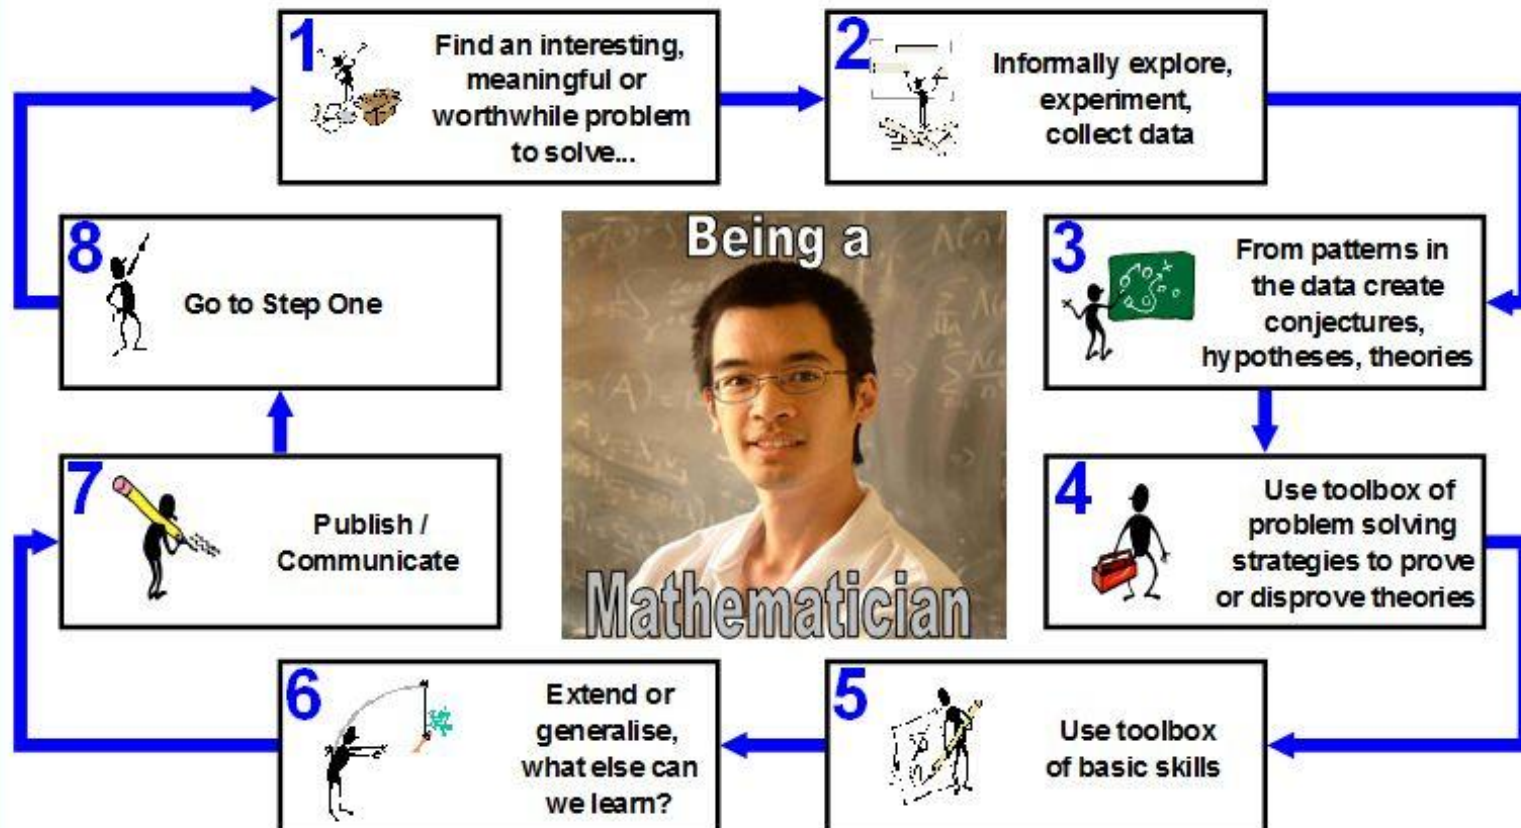 1
Find an interesting,
meaningful or
worthwhile problem
to solve...
2
Informally explore,
experiment,
collect data
3
From patterns in
the data create
conjectures,
hypotheses, theories
4
Use toolbox of
problem solving
strategies to prove
or disprove theories
5
Use toolbox
of basic skills
6
Extend or
generalise,
what else can
we learn?
7
Publish /
Communicate
8
Go to Step One
Being a
Mathematician